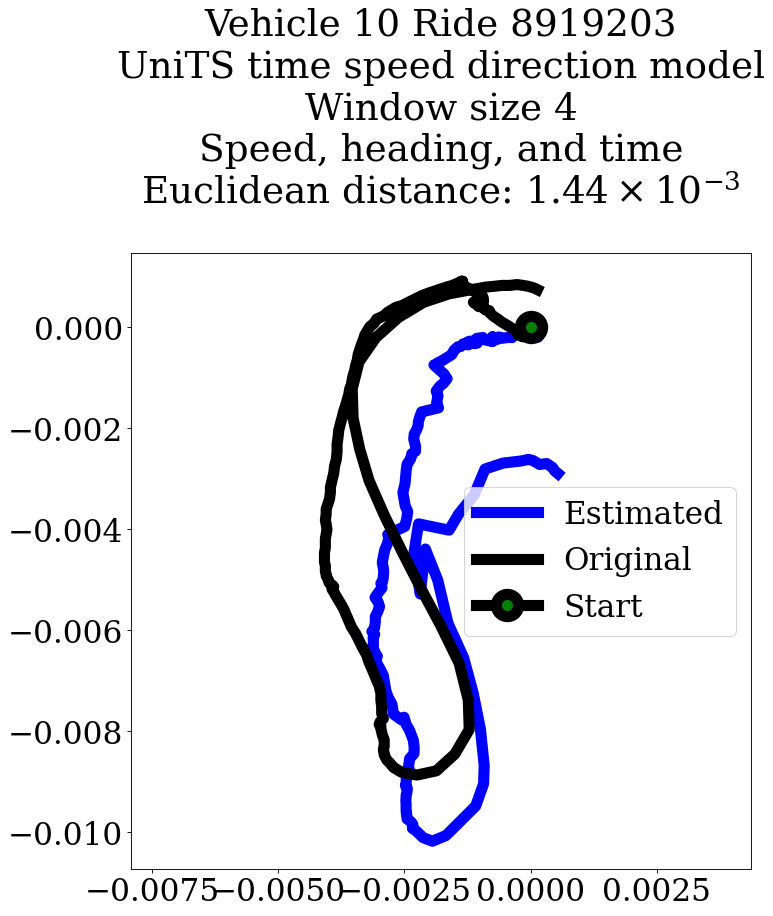 Vehicle 10 Ride 8919203
UniTS time speed direction model
Window size 4
Speed, heading, and time
Euclidean distance: 1.44 × 10⁻³
0.000
−0.002
−0.004
−0.006
−0.008
−0.010
Estimated
Original
Start
−0.0075 −0.0050 −0.0025 0.0000 0.0025